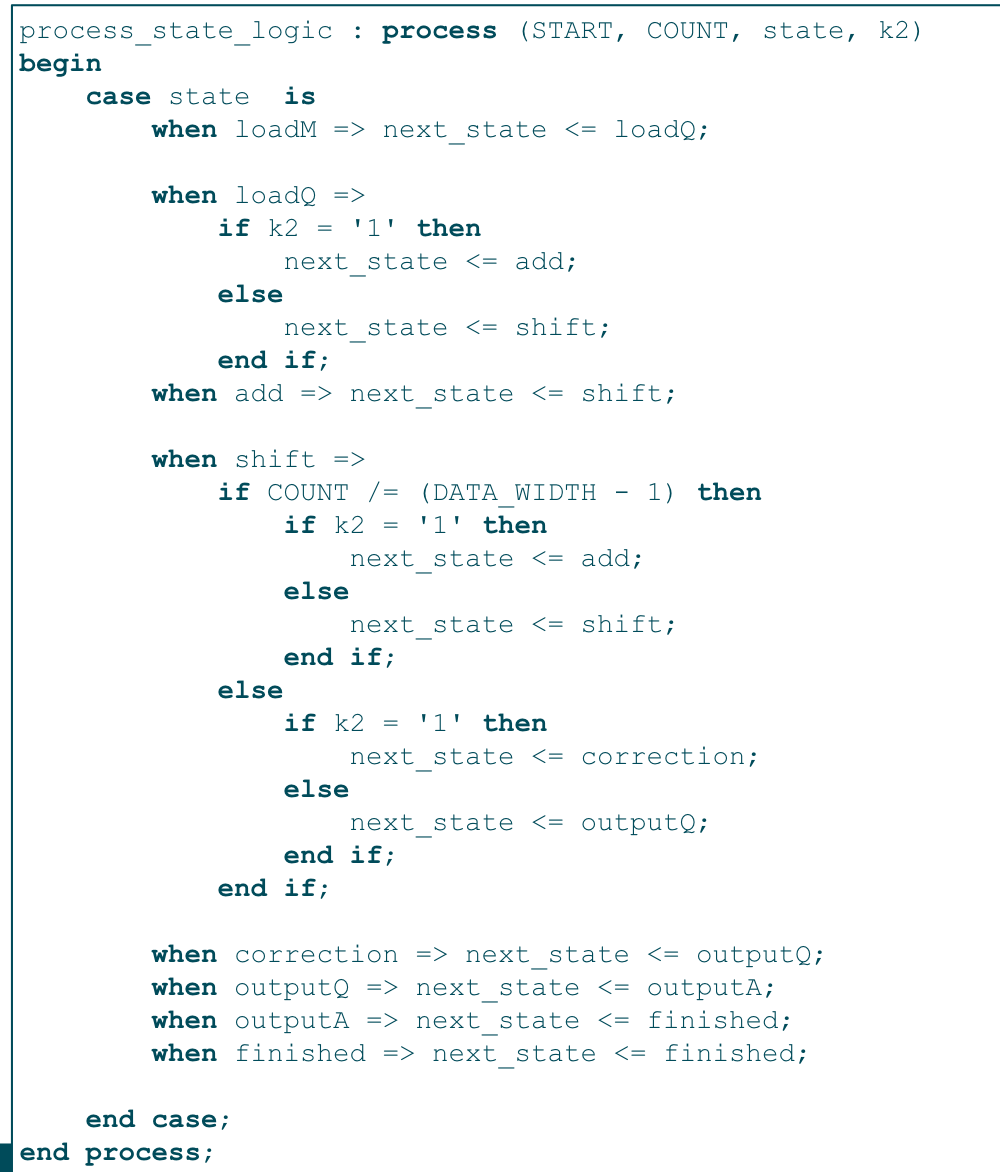 process_state_logic : process (START, COUNT, state, k2)
begin
    case state  is
        when loadM => next_state <= loadQ;

        when loadQ =>
            if k2 = '1' then
                next_state <= add;
            else
                next_state <= shift;
            end if;
        when add => next_state <= shift;

        when shift =>
            if COUNT /= (DATA_WIDTH - 1) then
                if k2 = '1' then
                    next_state <= add;
                else
                    next_state <= shift;
                end if;
            else
                if k2 = '1' then
                    next_state <= correction;
                else
                    next_state <= outputQ;
                end if;
            end if;

        when correction => next_state <= outputQ;
        when outputQ => next_state <= outputA;
        when outputA => next_state <= finished;
        when finished => next_state <= finished;

    end case;
end process;